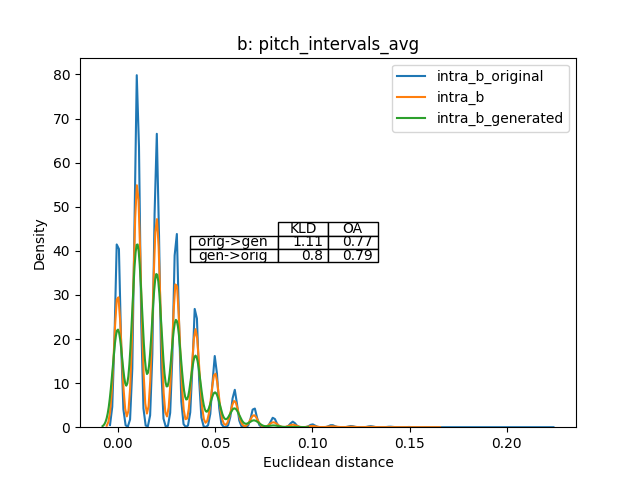 b: pitch_intervals_avg
intra_b_original
intra_b
intra_b_generated
80
70
60
50
40
30
20
10
0
Density
KLD OA
orig->gen 1.11 0.77
gen->orig 0.8 0.79
0.00 0.05 0.10 0.15 0.20
Euclidean distance